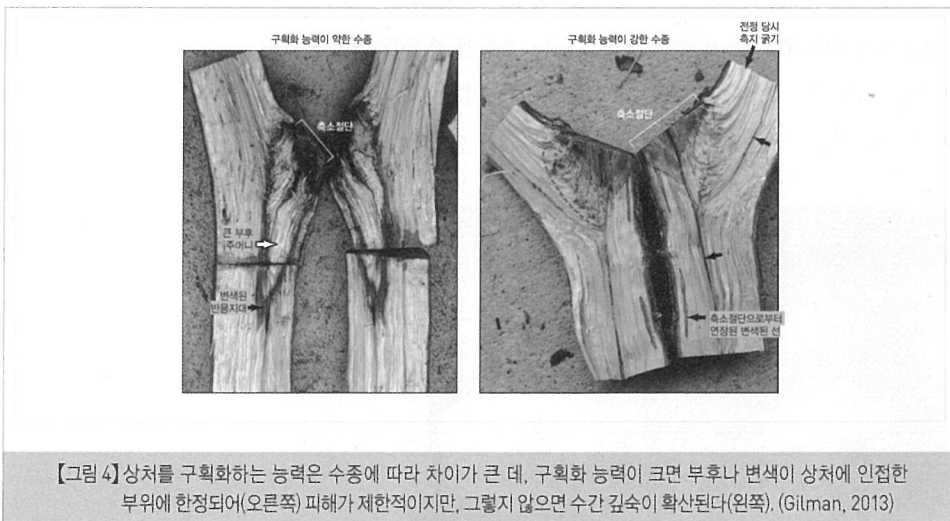 구획화 능력이 약한 수종
축소절단
큰 부후
주머니
변색된
반응지대
구획화 능력이 강한 수종
전정 당시
측지 굵기
축소절단
축소절단으로부터
연장된 변색된 선
【그림 4】 상처를 구획화하는 능력은 수종에 따라 차이가 큰 데, 구획화 능력이 크면 부후나 변색이 상처에 인접한
부위에 한정되어(오른쪽) 피해가 제한적이지만, 그렇지 않으면 수간 깊숙이 확산된다(왼쪽). (Gilman, 2013)